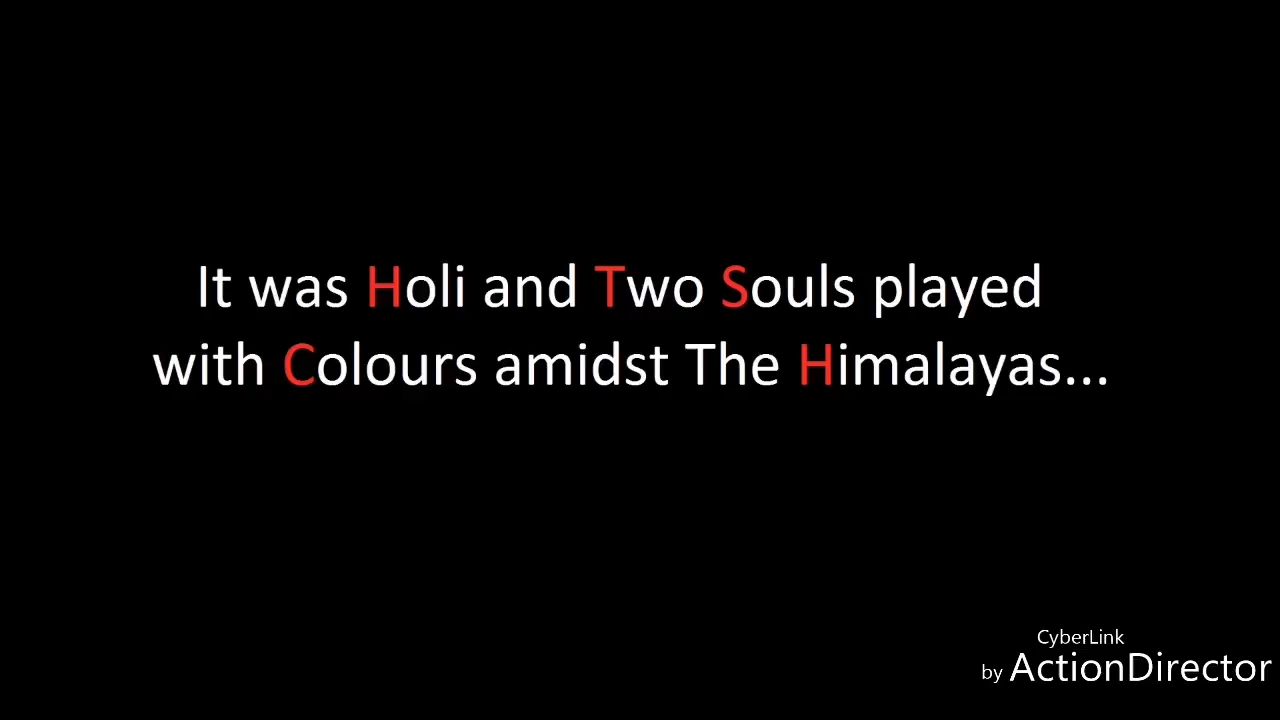 It was Holi and Two Souls played
with Colours amidst The Himalayas...
CyberLink
by ActionDirector